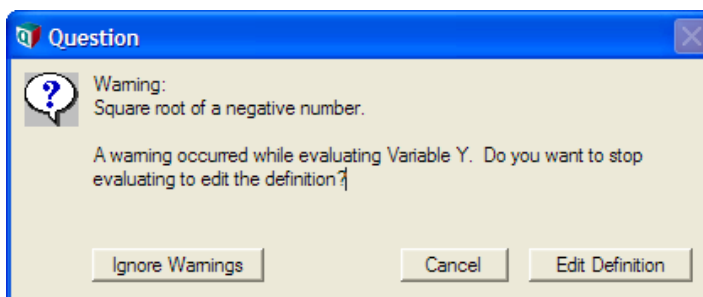 Question
Warning:
Square root of a negative number.
A warning occurred while evaluating Variable Y. Do you want to stop
evaluating to edit the definition?
Ignore Warnings
Cancel
Edit Definition